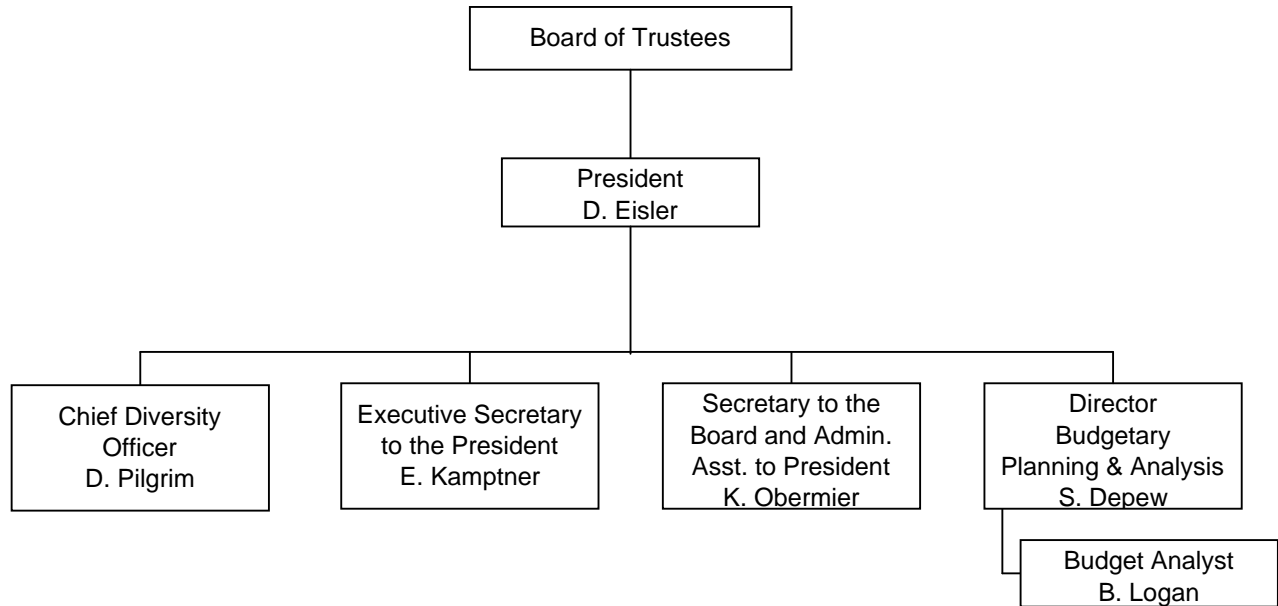 Board of Trustees
President
D. Eisler
Chief Diversity
Officer
D. Pilgrim
Executive Secretary
to the President
E. Kamptner
Secretary to the
Board and Admin.
Asst. to President
K. Obermier
Director
Budgetary
Planning & Analysis
S. Depew
Budget Analyst
B. Logan